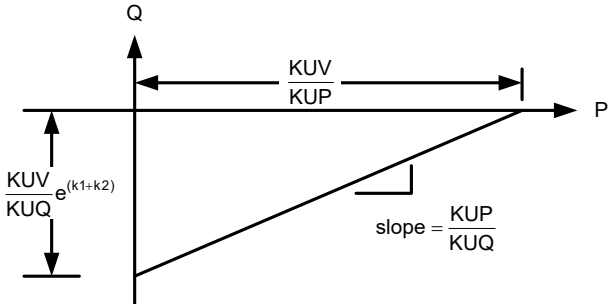 Q
KUV
KUP
P
KUV
KUQ e(k1+k2)
slope = KUP
KUQ